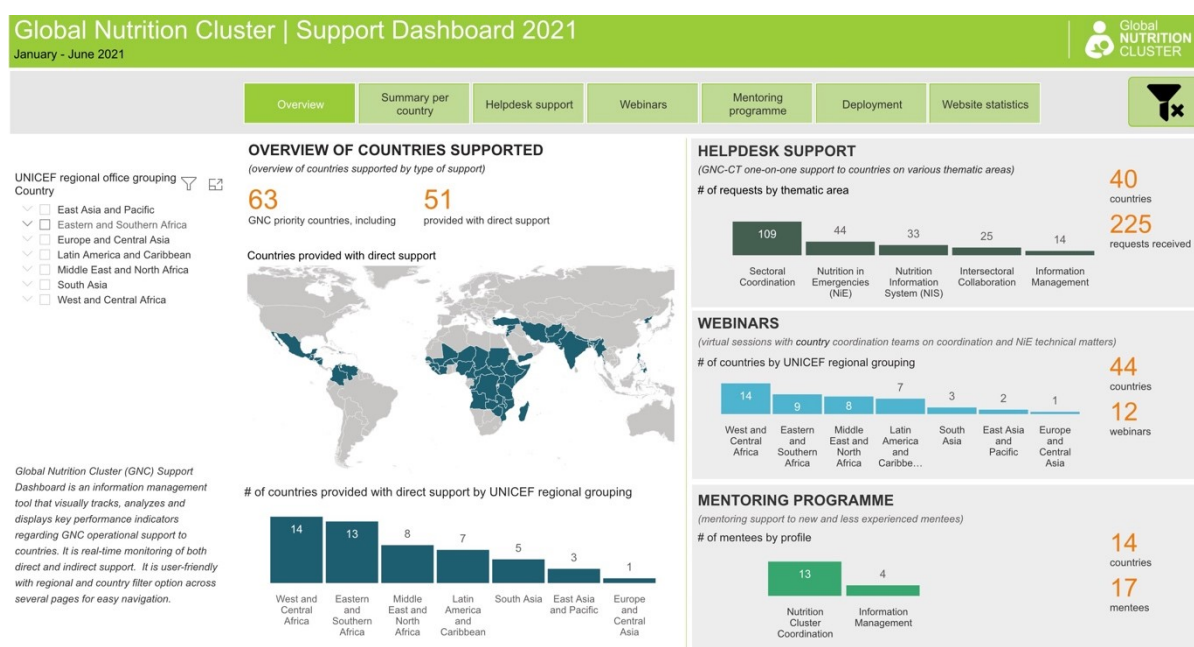 Global Nutrition Cluster | Support Dashboard 2021
January - June 2021
Global
NUTRITION
CLUSTER
Overview
Summary per
country
Helpdesk support
Webinars
Mentoring
programme
Deployment
Website statistics
UNICEF regional office grouping
Country
East Asia and Pacific
Eastern and Southern Africa
Europe and Central Asia
Latin America and Caribbean
Middle East and North Africa
South Asia
West and Central Africa
Global Nutrition Cluster (GNC) Support
Dashboard is an information management
tool that visually tracks, analyzes and
displays key performance indicators
regarding GNC operational support to
countries. It is real-time monitoring of both
direct and indirect support. It is user-friendly
with regional and country filter option across
several pages for easy navigation.
OVERVIEW OF COUNTRIES SUPPORTED
(overview of countries supported by type of support)
63
GNC priority countries, including
51
provided with direct support
Countries provided with direct support
# of countries provided with direct support by UNICEF regional grouping
14
13
8
7
5
3
1
West and
Central
Africa
Eastern
and
Southern
Africa
Middle
East and
North
Africa
Latin
America
and
Caribbean
South Asia
East Asia
and Pacific
Europe
and
Central
Asia
HELPDESK SUPPORT
(GNC-CT one-on-one support to countries on various thematic areas)
# of requests by thematic area
109
44
33
25
14
Sectoral
Coordination
Nutrition in
Emergencies
(NiE)
Nutrition
Information
System (NIS)
Intersectoral
Collaboration
Information
Management
40
countries
225
requests received
WEBINARS
(virtual sessions with country coordination teams on coordination and NiE technical matters)
# of countries by UNICEF regional grouping
14
9
8
7
3
2
1
West and
Central
Africa
Eastern
and
Southern
Africa
Middle
East and
North
Africa
Latin
America
and
Caribbe...
South
Asia
East Asia
and
Pacific
Europe
and
Central
Asia
44
countries
12
webinars
MENTORING PROGRAMME
(mentoring support to new and less experienced mentees)
# of mentees by profile
13
4
Nutrition
Cluster
Coordination
Information
Management
14
countries
17
mentees